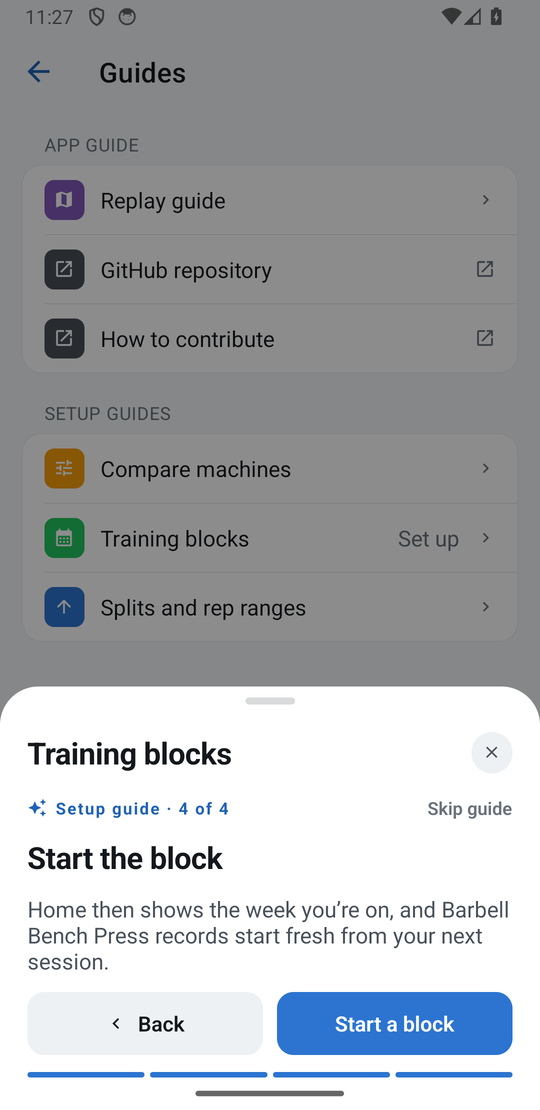 11:27
Guides
APP GUIDE
Replay guide
GitHub repository
How to contribute
SETUP GUIDES
Compare machines
Training blocks
Set up
Splits and rep ranges
Training blocks
Setup guide · 4 of 4
Skip guide
Start the block
Home then shows the week you’re on, and Barbell
Bench Press records start fresh from your next
session.
Back
Start a block